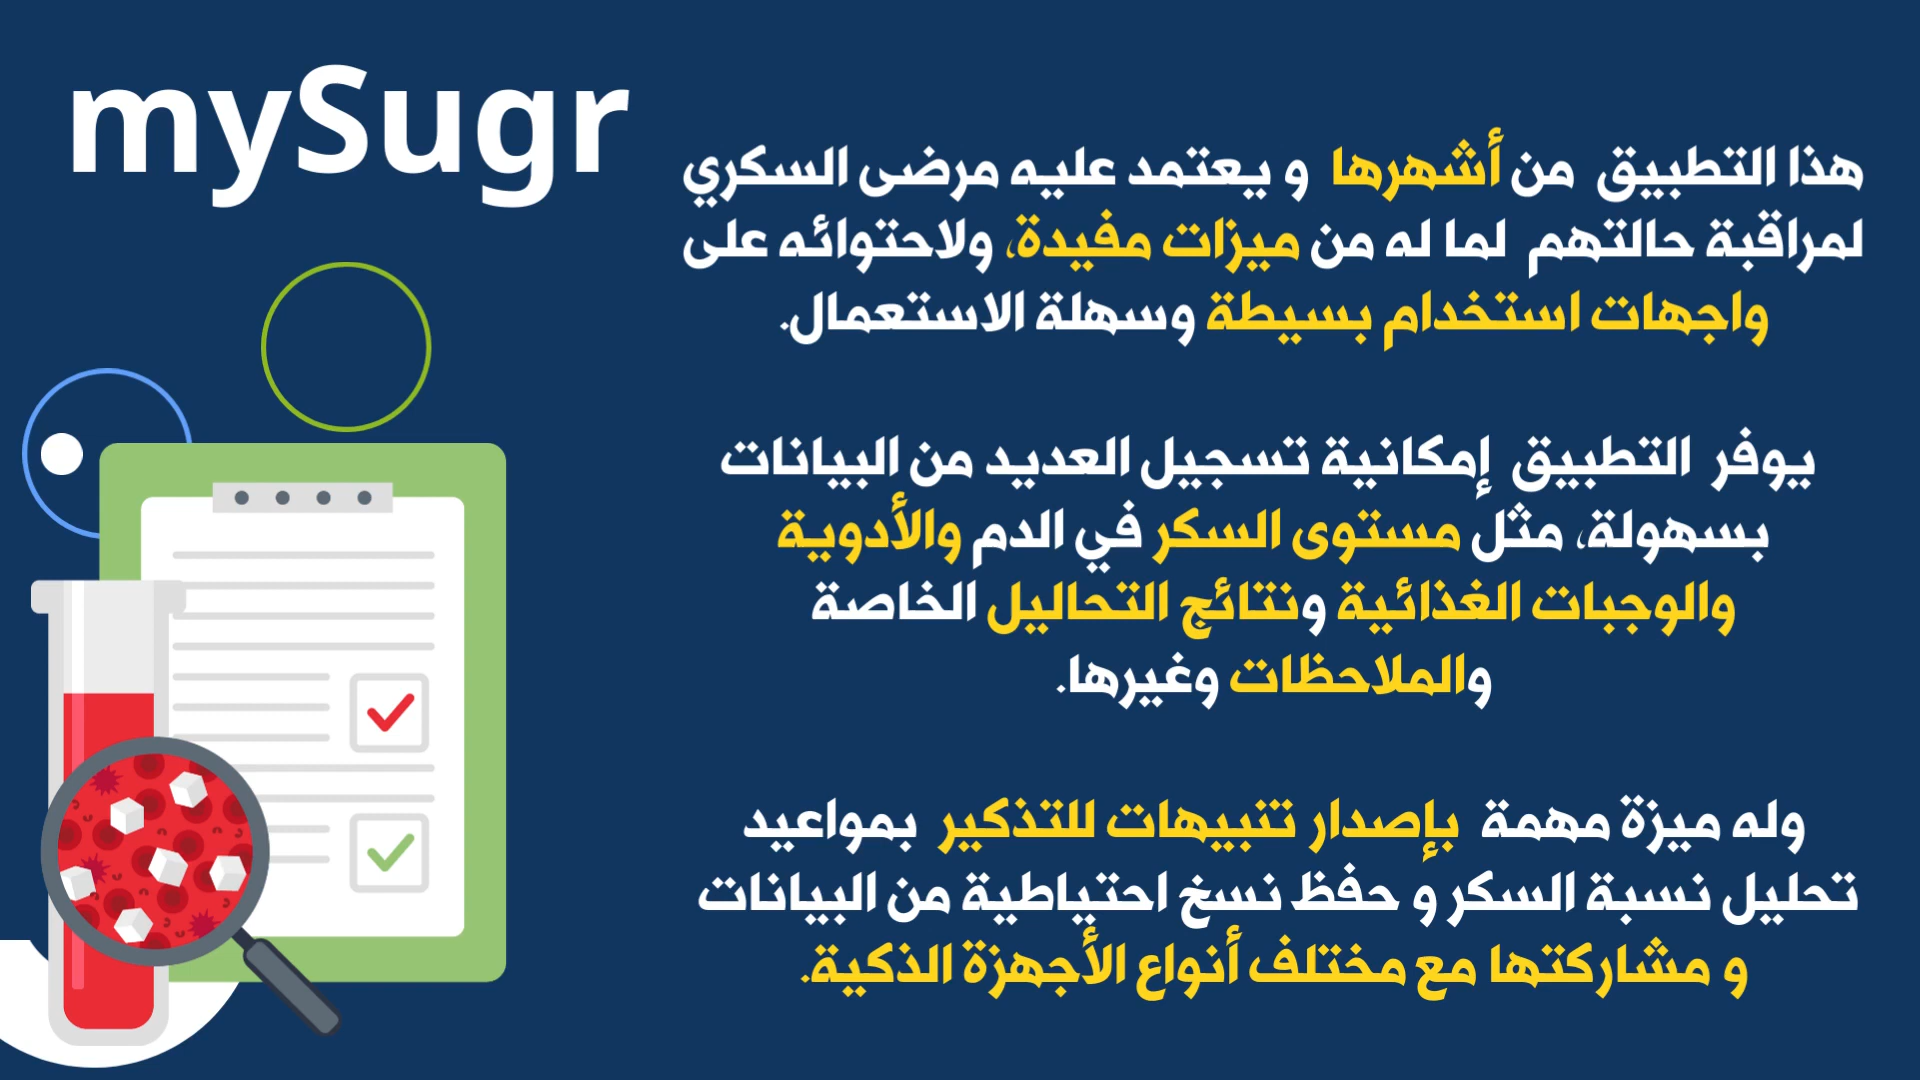 mySugr
هذا التطبيق من أشهرها و يعتمد عليه مرضى السكري
لمراقبة حالتهم لما له من ميزات مفيدة، ولاحتوائه على
واجهات استخدام بسيطة وسهلة الاستعمال.
يوفر التطبيق إمكانية تسجيل العديد من البيانات
بسهولة، مثل مستوى السكر في الدم والأدوية
والوجبات الغذائية ونتائج التحاليل الخاصة
والملاحظات وغيرها.
وله ميزة مهمة بإصدار تنبيهات للتذكير بمواعيد
تحليل نسبة السكر و حفظ نسخ احتياطية من البيانات
و مشاركتها مع مختلف أنواع الأجهزة الذكية.